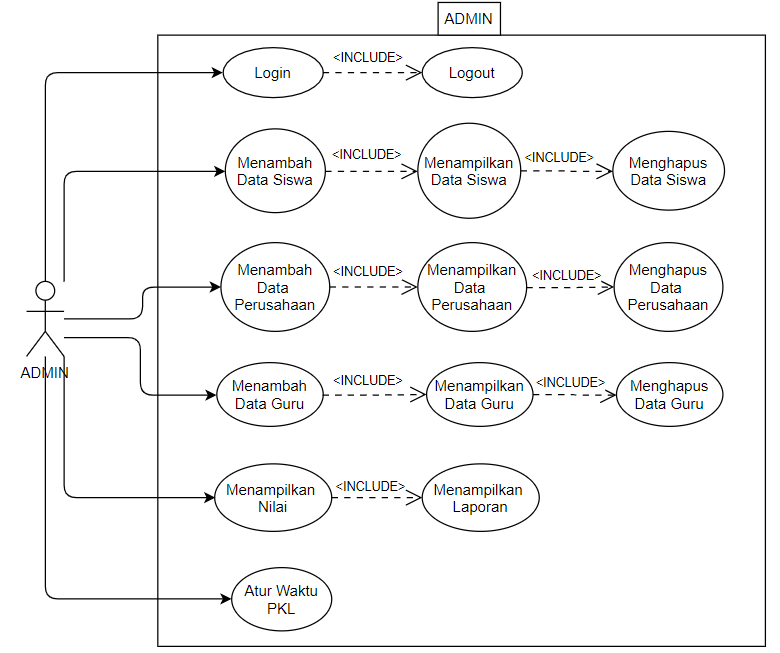 ADMIN
Login
<INCLUDE>
Logout
Menambah
Data Siswa
<INCLUDE>
Menampilkan
Data Siswa
<INCLUDE>
Menghapus
Data Siswa
Menambah
Data
Perusahaan
<INCLUDE>
Menampilkan
Data
Perusahaan
<INCLUDE>
Menghapus
Data
Perusahaan
ADMIN
Menambah
Data Guru
<INCLUDE>
Menampilkan
Data Guru
<INCLUDE>
Menghapus
Data Guru
Menampilkan
Nilai
<INCLUDE>
Menampilkan
Laporan
Atur Waktu
PKL